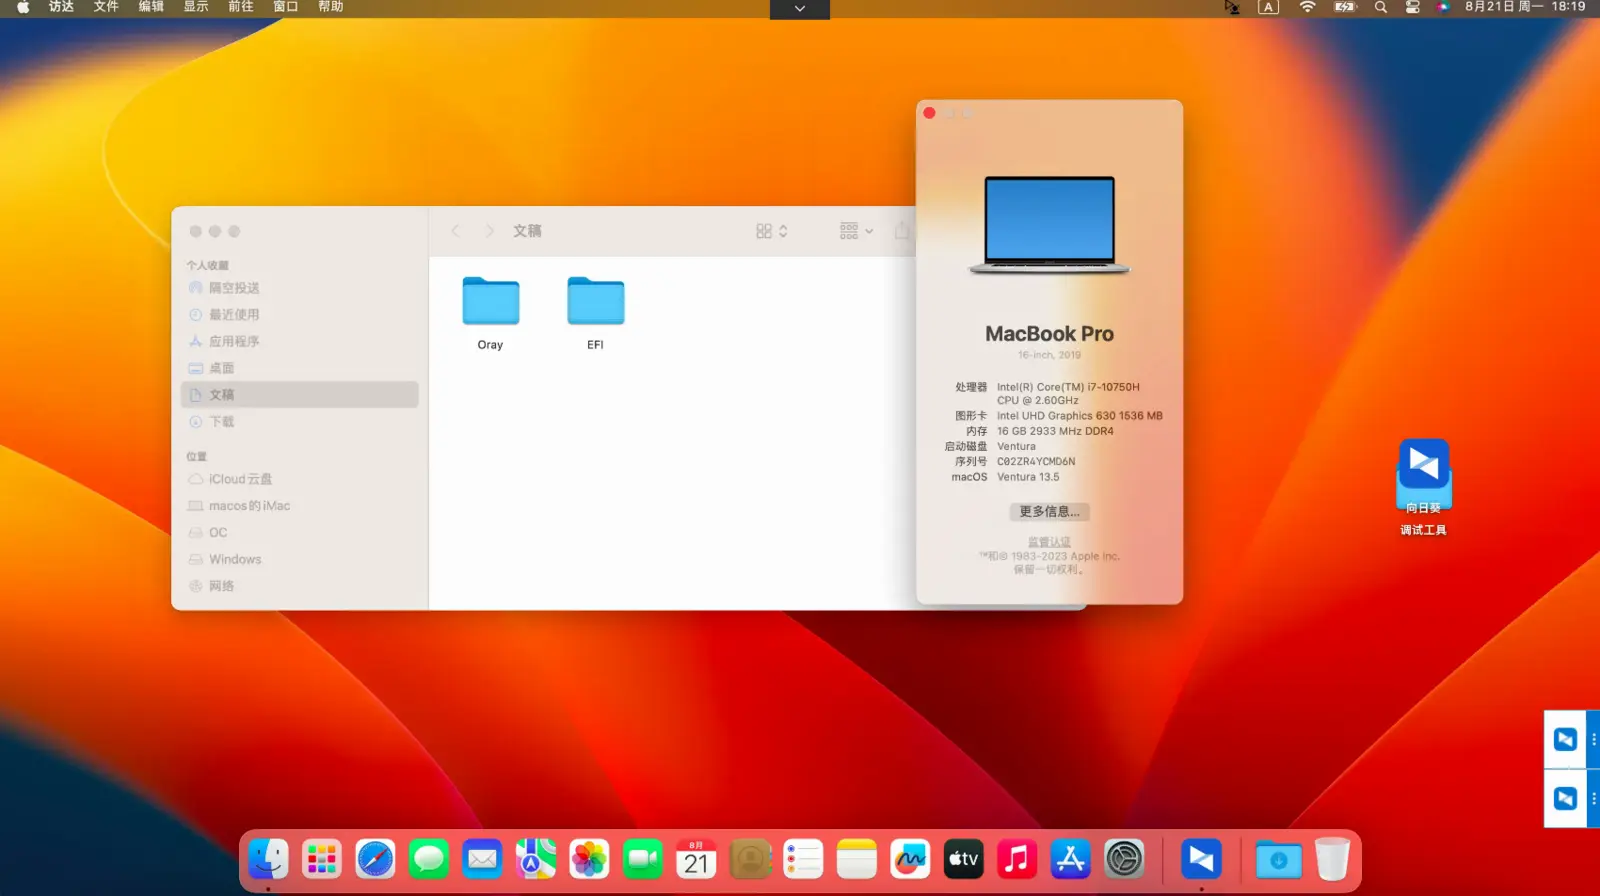 访达 文件 编辑 显示 前往 窗口 帮助
A
8月21日 周一 18:19
文稿
个人收藏
隔空投送
最近使用
应用程序
桌面
文稿
下载
位置
iCloud 云盘
macos的iMac
OC
Windows
网络
Oray
EFI
MacBook Pro
16-inch, 2019
处理器 Intel(R) Core(TM) i7-10750H
CPU @ 2.60GHz
图形卡 Intel UHD Graphics 630 1536 MB
内存 16 GB 2933 MHz DDR4
启动磁盘 Ventura
序列号 C02ZR4YCMD6N
macOS Ventura 13.5
更多信息...
监管认证
™和© 1983-2023 Apple Inc.
保留一切权利。
向日葵
调试工具
8月
21
tv